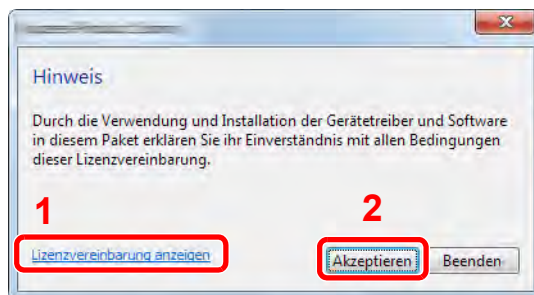 Hinweis
Durch die Verwendung und Installation der Gerätetreiber und Software
in diesem Paket erklären Sie ihr Einverständnis mit allen Bedingungen
dieser Lizenzvereinbarung.
1
2
Lizenzvereinbarung anzeigen
Akzeptieren
Beenden